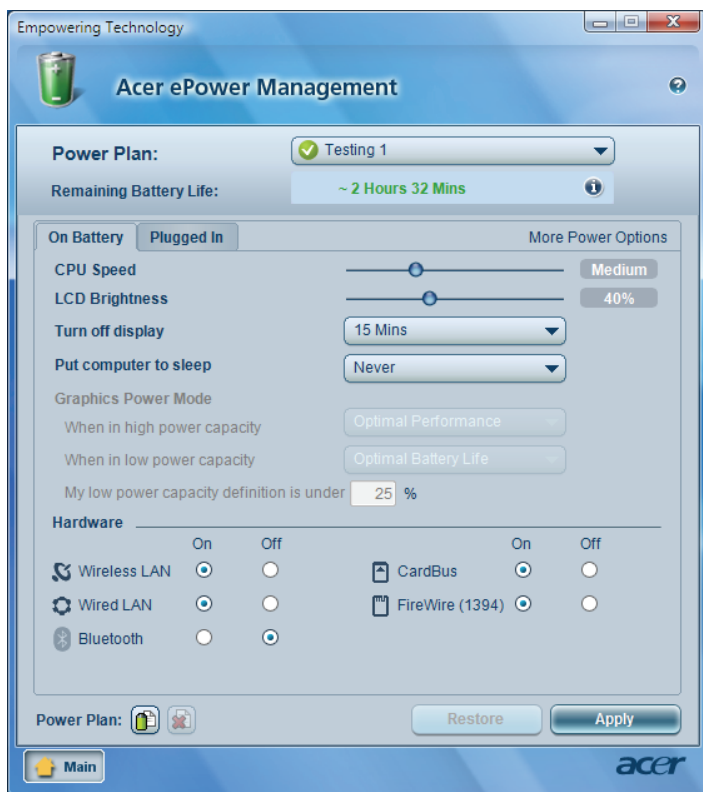 Empowering Technology
Acer ePower Management
Power Plan: Testing 1
Remaining Battery Life: ~ 2 Hours 32 Mins
On Battery Plugged In More Power Options
CPU Speed Medium
LCD Brightness 40%
Turn off display 15 Mins
Put computer to sleep Never
Graphics Power Mode
When in high power capacity Optimal Performance
When in low power capacity Optimal Battery Life
My low power capacity definition is under 25 %
Hardware
On Off On Off
Wireless LAN CardBus
Wired LAN FireWire (1394)
Bluetooth
Power Plan: Restore Apply
Main acer